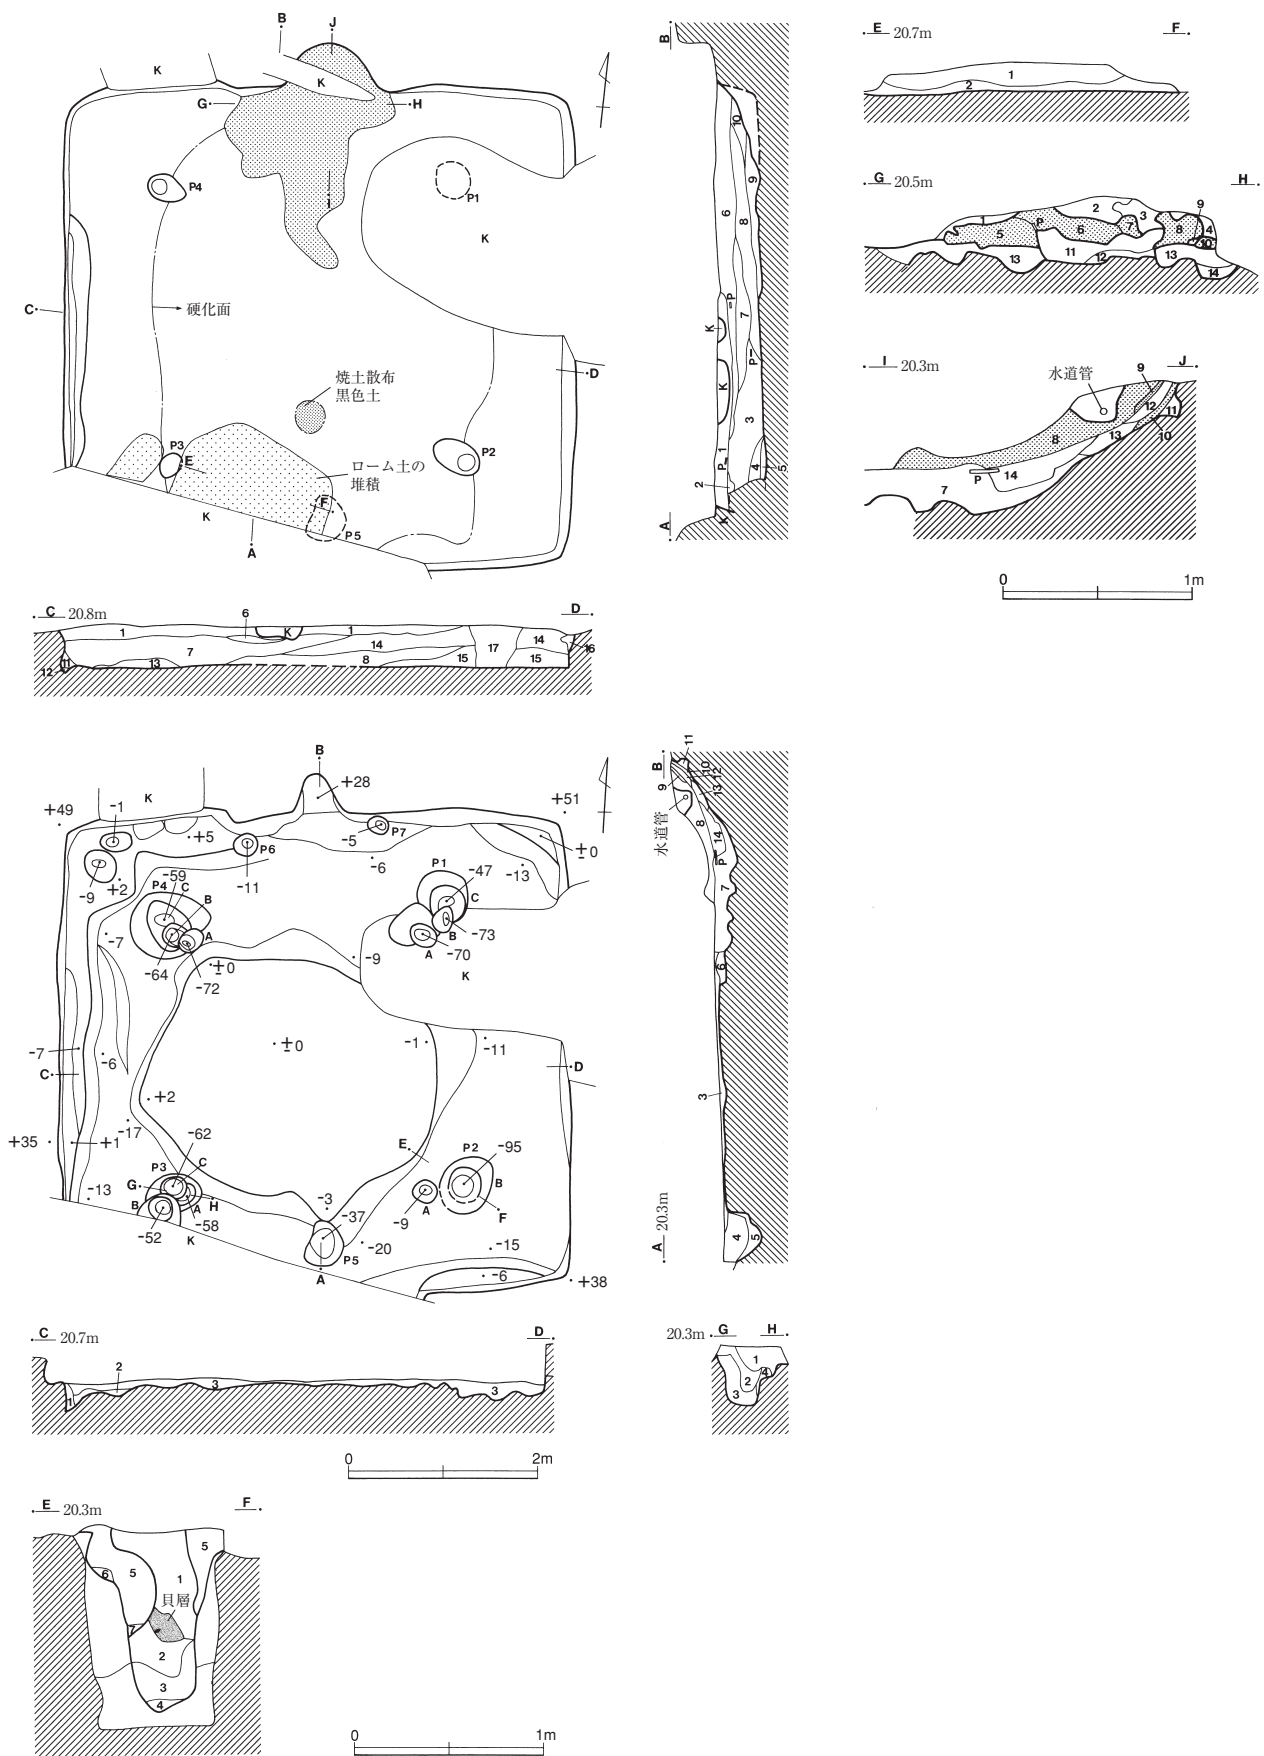 B
J
K
K
G
H
P4
P1
K
硬化面
C
D
焼土散布
黒色土
P3
E
P2
ローム土の
堆積
F
K
P5
A
C 20.8m
D
1
6
K
1
7
14
17
14
16
12
11
13
8
15
15
B
10
9
6
8
P
7
K
P
K
3
1
P
4
5
2
A
K
E 20.7m
F
1
2
G 20.5m
H
1
5
P
6
2
7
3
9
8
4
10
13
11
12
13
14
I 20.3m
J
水道管
9
12
11
10
13
8
P
14
7
0
1m
B
+28
+49
-1
K
+51
+5
-5
P7
P6
±0
-9
+2
-11
-6
P1
-47
-13
-59
P4
C
B
C
A
B
-73
-7
A
-70
-64
±0
-72
-9
K
-7
-6
±0
-1
-11
C
D
+2
+35
+1
-17
-62
E
P2
-95
P3
C
G
B
-13
B
A
H
-3
A
F
-52
-58
-37
-9
K
-20
-15
P5
A
-6
+38
B
11
10
12
9
13
水道管
8
14
P
7
6
3
A 20.3m
4
5
C 20.7m
D
2
3
1
3
20.3m G
H
1
4
2
3
0
2m
E 20.3m
F
5
6
5
1
貝層
7
2
3
4
0
1m